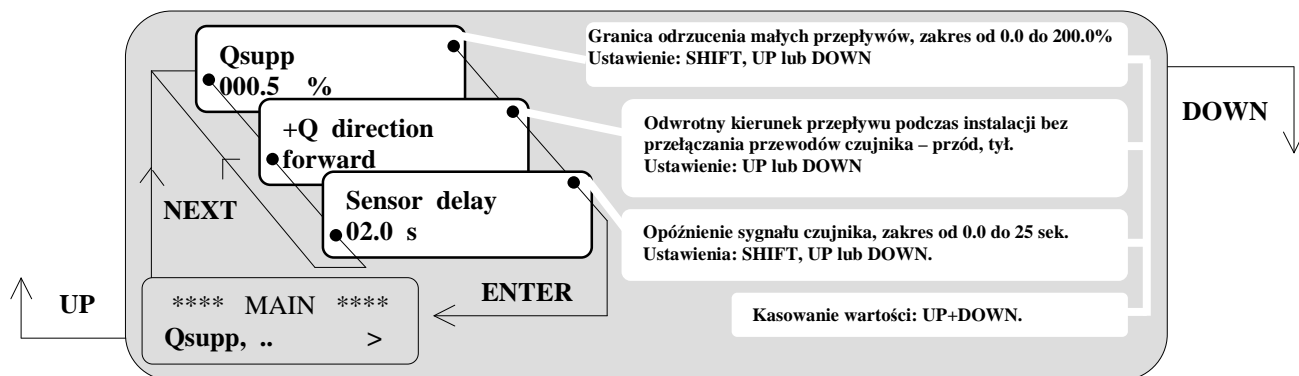 Qsupp
000.5 %
+Q direction
forward
Sensor delay
02.0 s
NEXT
**** MAIN ****
Qsupp, .. >
UP
ENTER
DOWN
Granica odrzucenia małych przepływów, zakres od 0.0 do 200.0%
Ustawienie: SHIFT, UP lub DOWN
Odwrotny kierunek przepływu podczas instalacji bez
przełączania przewodów czujnika – przód, tył.
Ustawienie: UP lub DOWN
Opóźnienie sygnału czujnika, zakres od 0.0 do 25 sek.
Ustawienia: SHIFT, UP lub DOWN.
Kasowanie wartości: UP+DOWN.